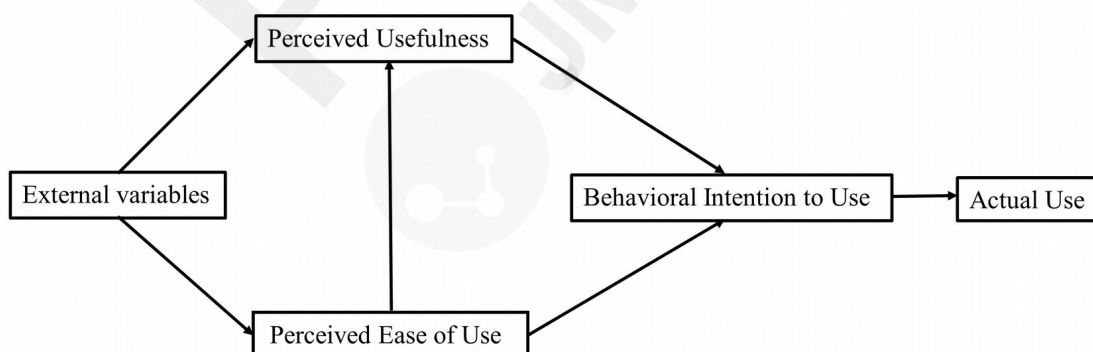 Perceived Usefulness
External variables
Behavioral Intention to Use
Actual Use
Perceived Ease of Use